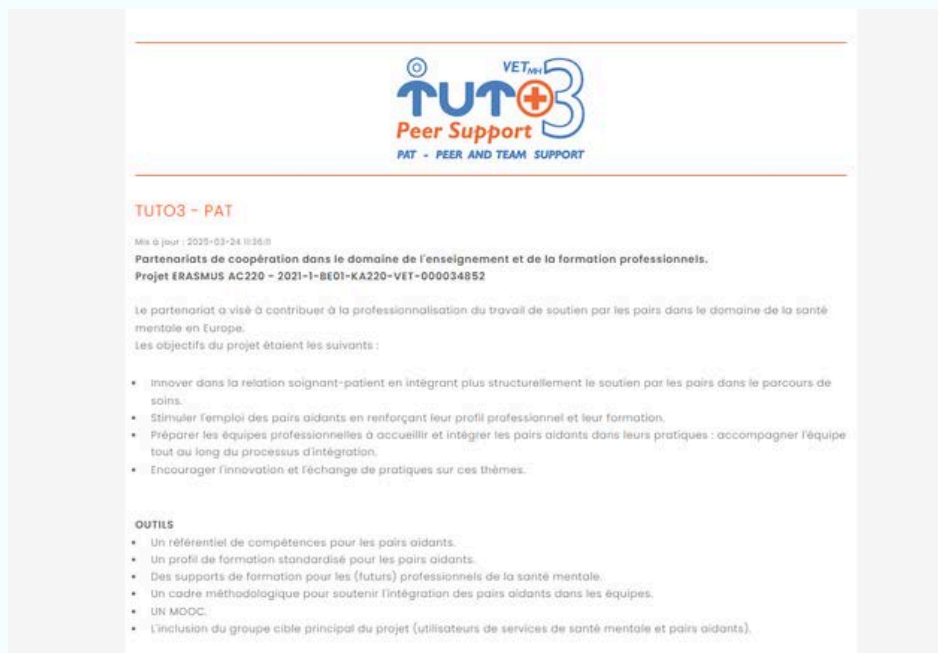 VET MH
TUTO3
Peer Support
PAT - PEER AND TEAM SUPPORT
TUTO3 - PAT
Mis à jour : 2025-03-24 11:36:11
Partenariats de coopération dans le domaine de l'enseignement et de la formation professionnels.
Projet ERASMUS AC220 - 2021-1-BE01-KA220-VET-000034852
Le partenariat a visé à contribuer à la professionnalisation du travail de soutien par les pairs dans le domaine de la santé
mentale en Europe.
Les objectifs du projet étaient les suivants :
• Innover dans la relation soignant-patient en intégrant plus structurellement le soutien par les pairs dans le parcours de
soins.
• Stimuler l'emploi des pairs aidants en renforçant leur profil professionnel et leur formation.
• Préparer les équipes professionnelles à accueillir et intégrer les pairs aidants dans leurs pratiques : accompagner l'équipe
tout au long du processus d'intégration.
• Encourager l'innovation et l'échange de pratiques sur ces thèmes.
OUTILS
• Un référentiel de compétences pour les pairs aidants.
• Un profil de formation standardisé pour les pairs aidants.
• Des supports de formation pour les (futurs) professionnels de la santé mentale.
• Un cadre méthodologique pour soutenir l'intégration des pairs aidants dans les équipes.
• UN MOOC.
• L'inclusion du groupe cible principal du projet (utilisateurs de services de santé mentale et pairs aidants).